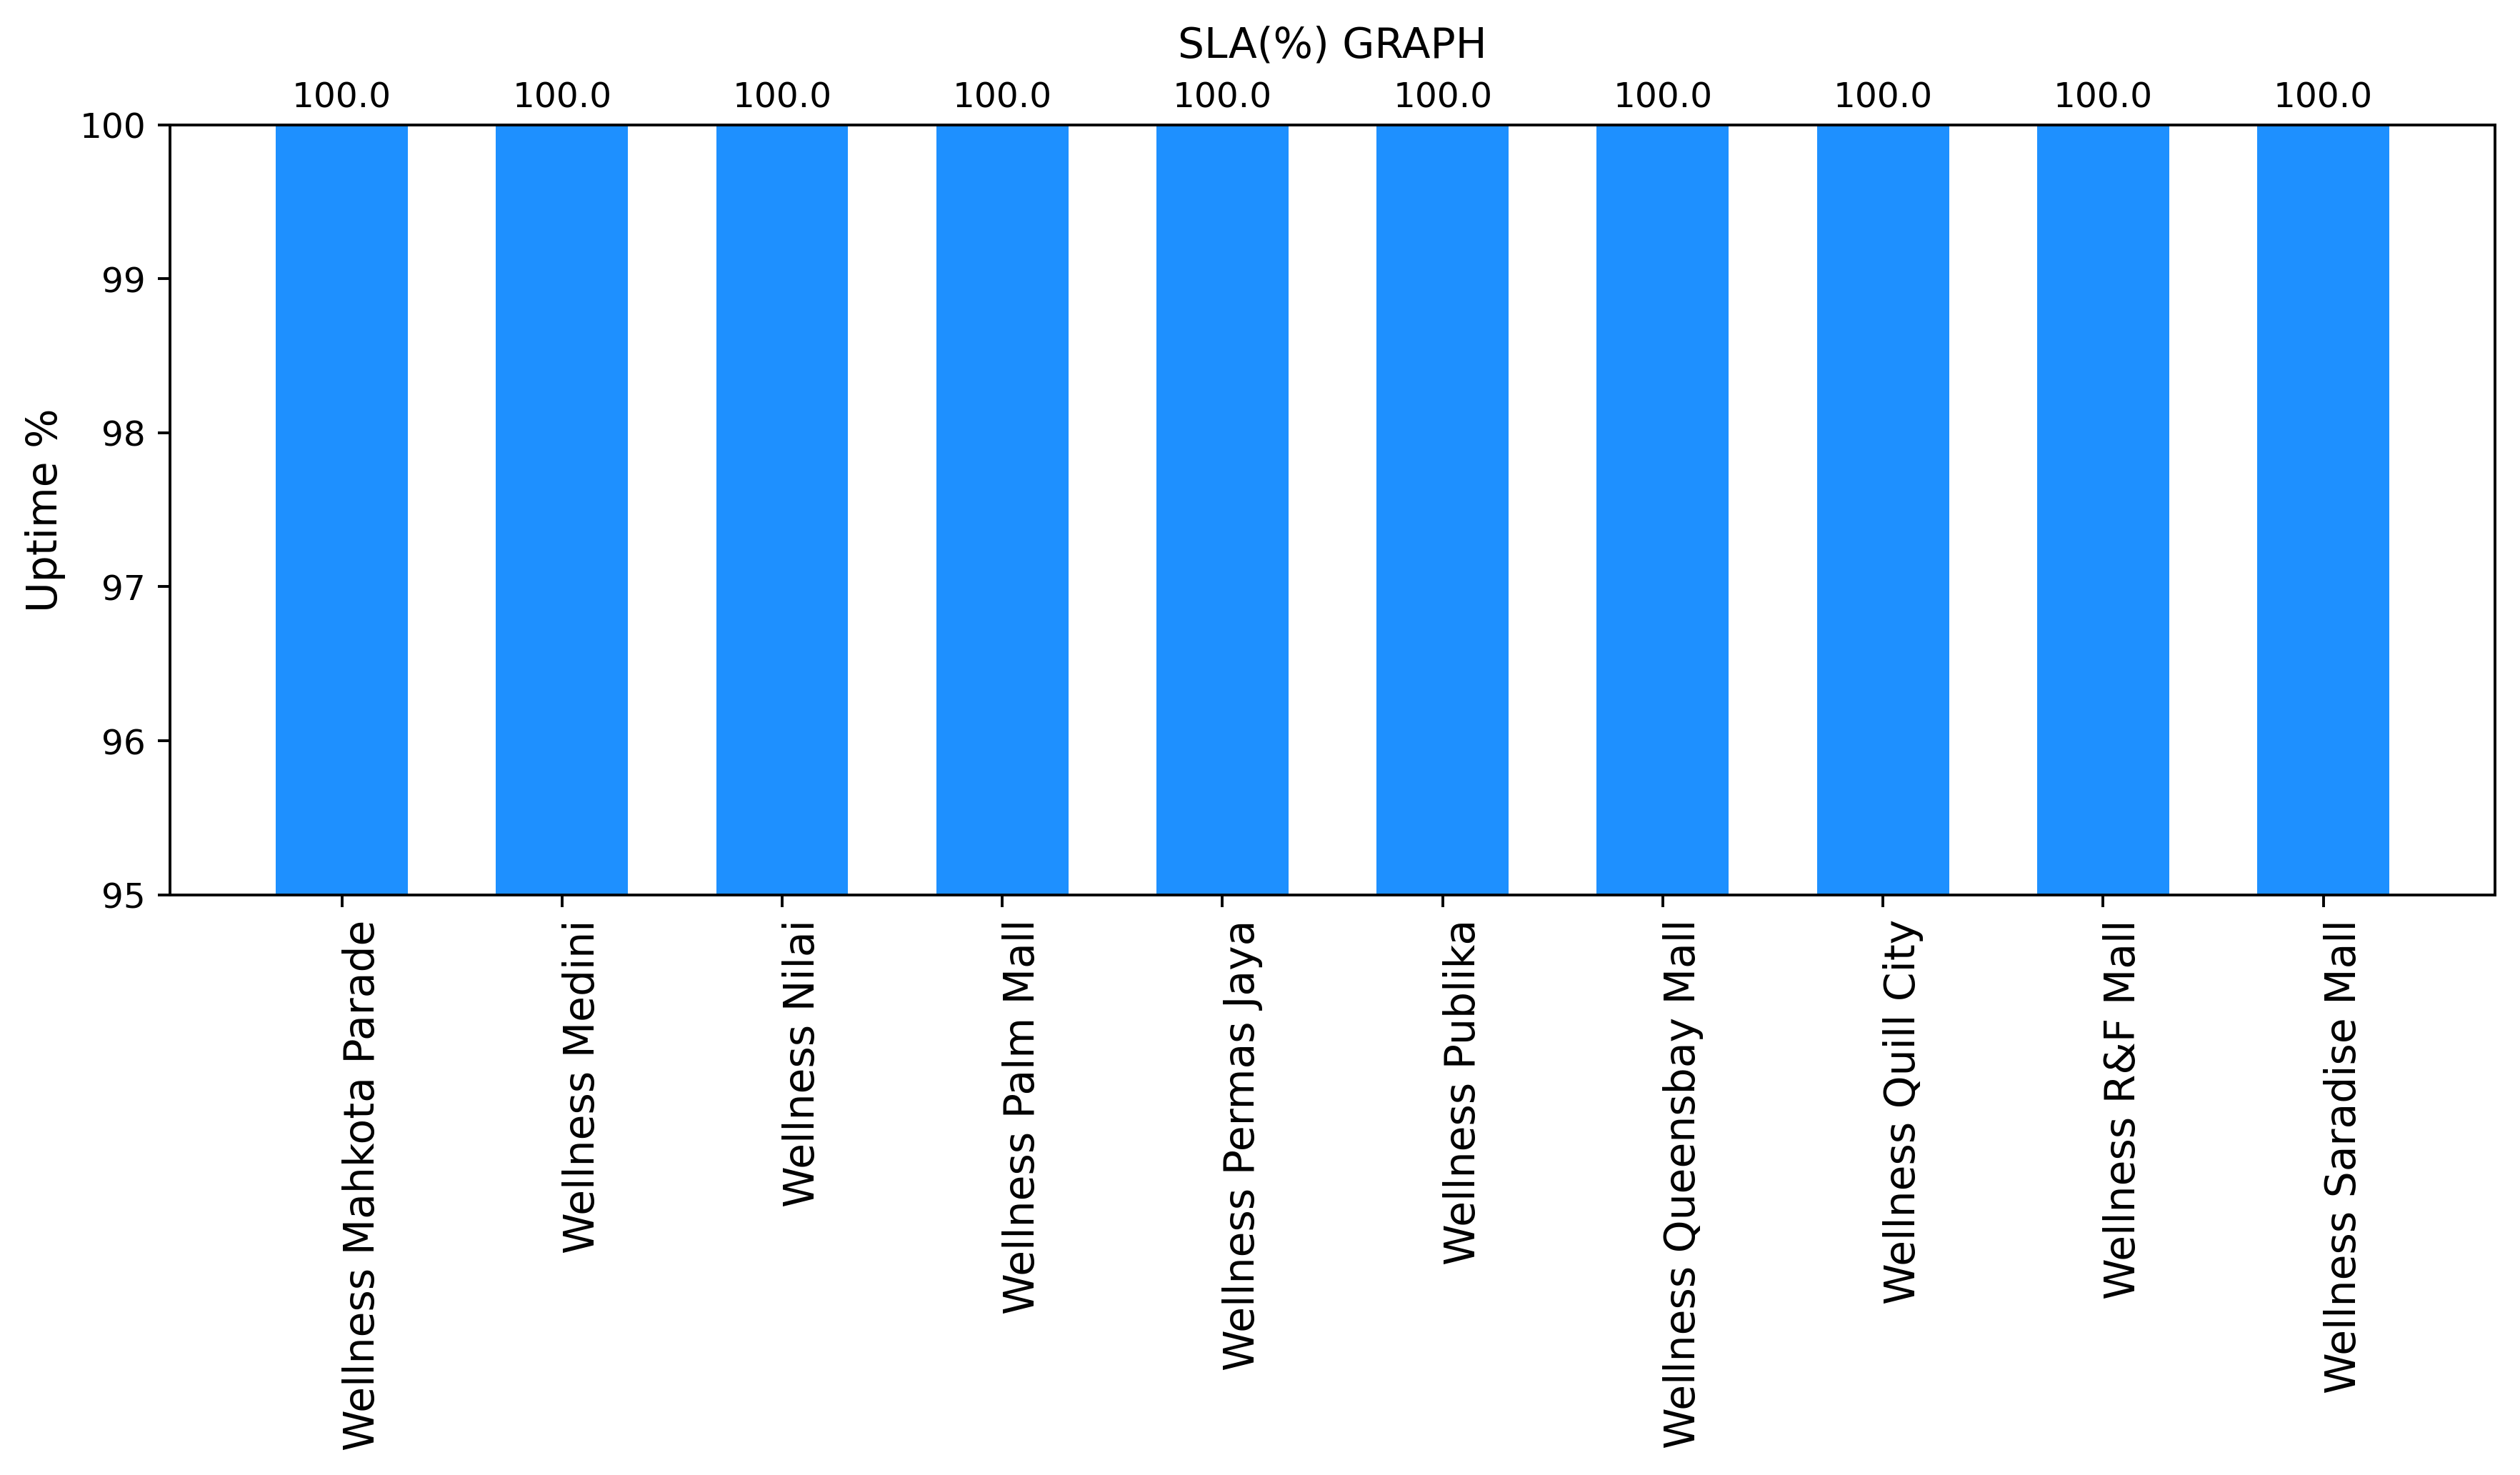 SLA(%) GRAPH
100.0 100.0 100.0 100.0 100.0 100.0 100.0 100.0 100.0 100.0
100
99
98
97
96
95
Uptime %
Wellness Mahkota Parade
Wellness Medini
Wellness Nilai
Wellness Palm Mall
Wellness Permas Jaya
Wellness Publika
Wellness Queensbay Mall
Wellness Quill City
Wellness R&F Mall
Wellness Saradise Mall